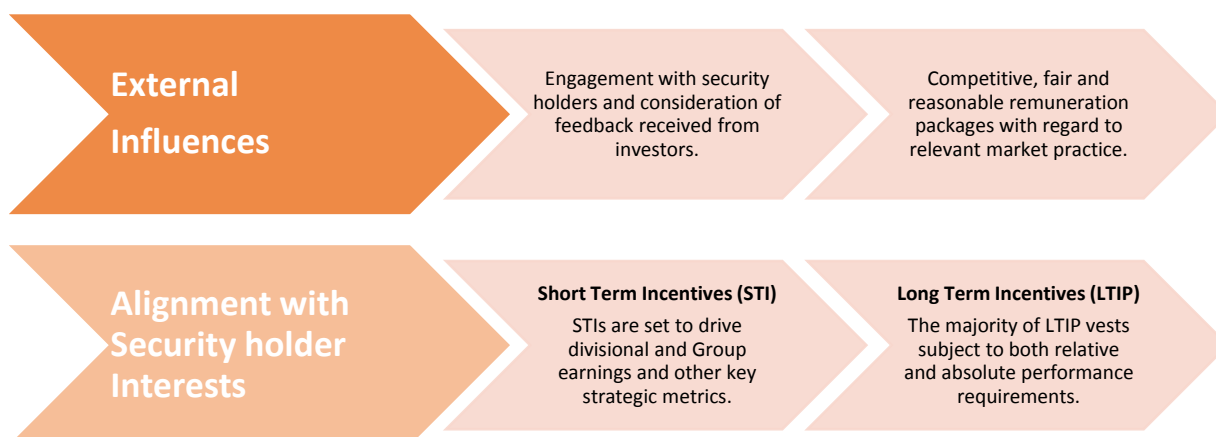 External
Influences
Engagement with security
holders and consideration of
feedback received from
investors.
Competitive, fair and
reasonable remuneration
packages with regard to
relevant market practice.
Alignment with
Security holder
Interests
Short Term Incentives (STI)
STIs are set to drive
divisional and Group
earnings and other key
strategic metrics.
Long Term Incentives (LTIP)
The majority of LTIP vests
subject to both relative
and absolute performance
requirements.